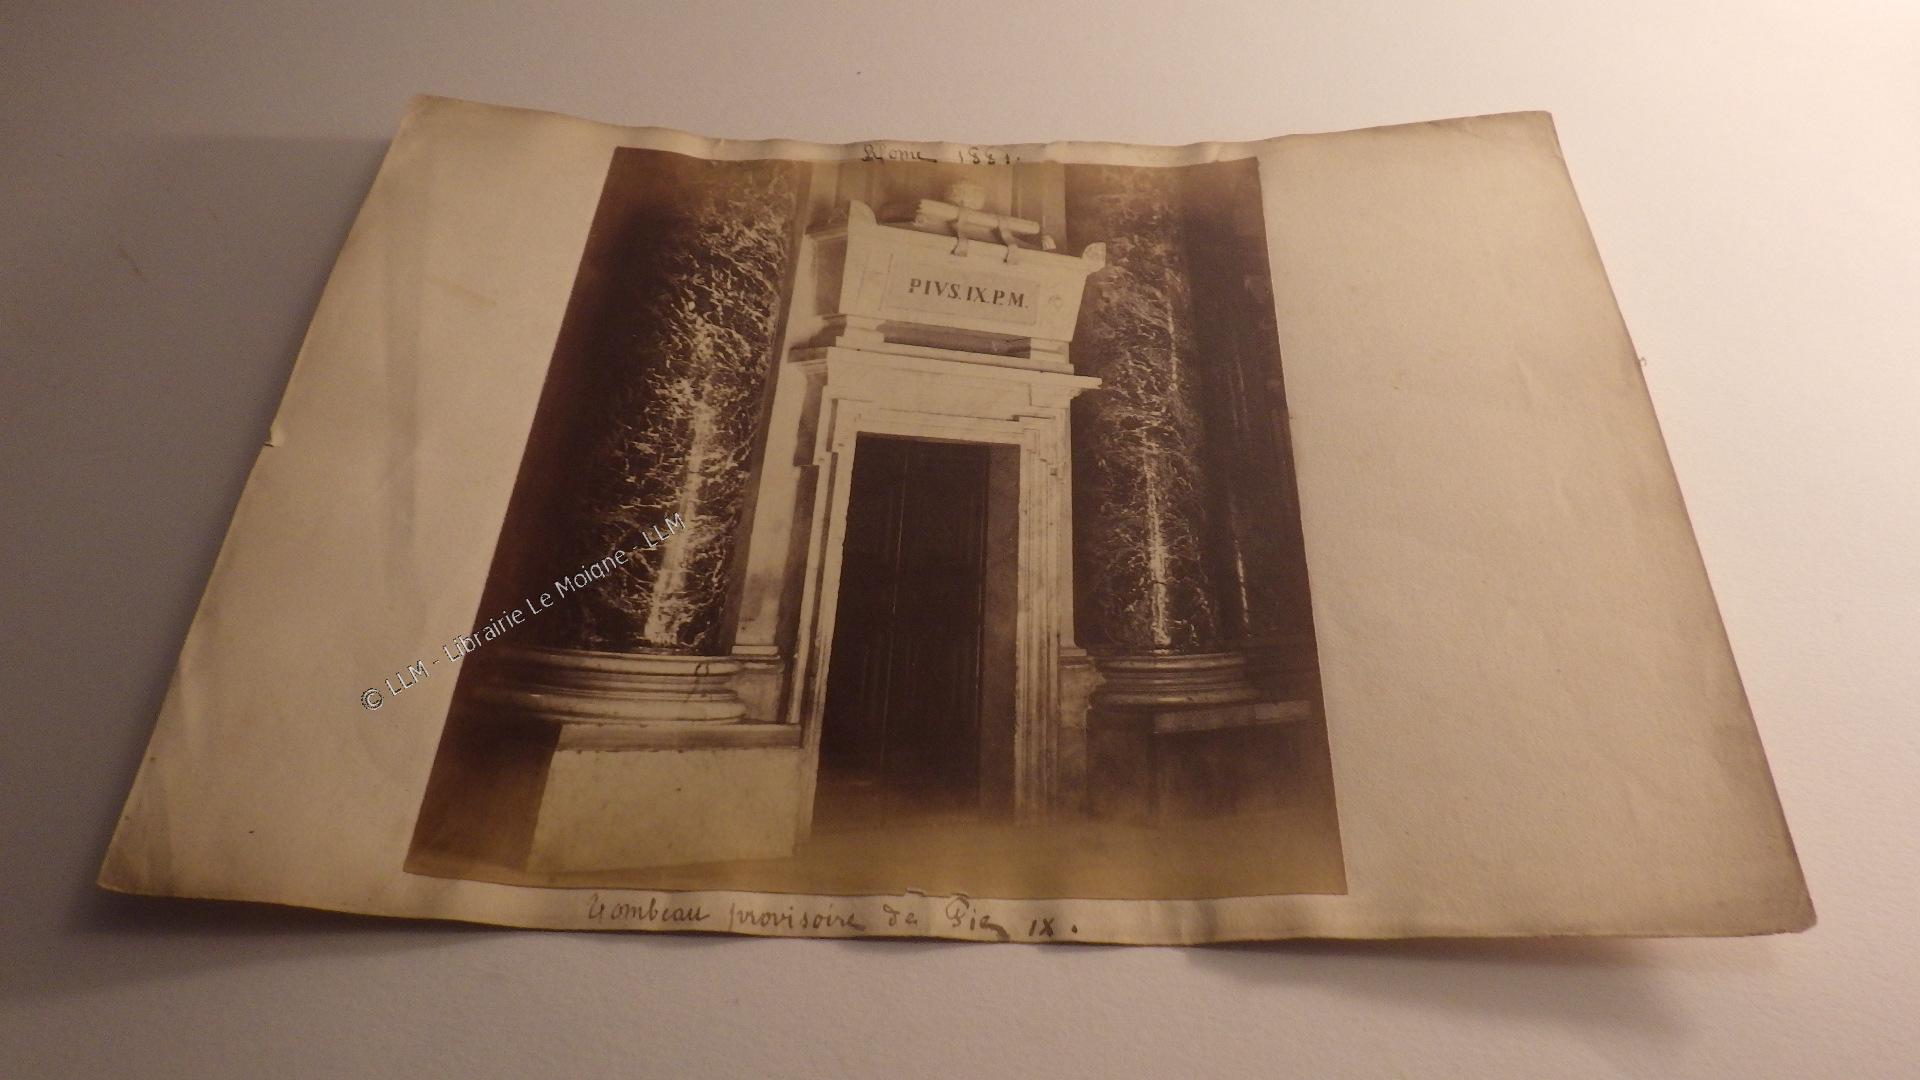 Rome 1881.
PIVS.IX.P.M.
© LLM - Librairie Le Moigne - LLM
Tombeau provisoire de Pie IX.